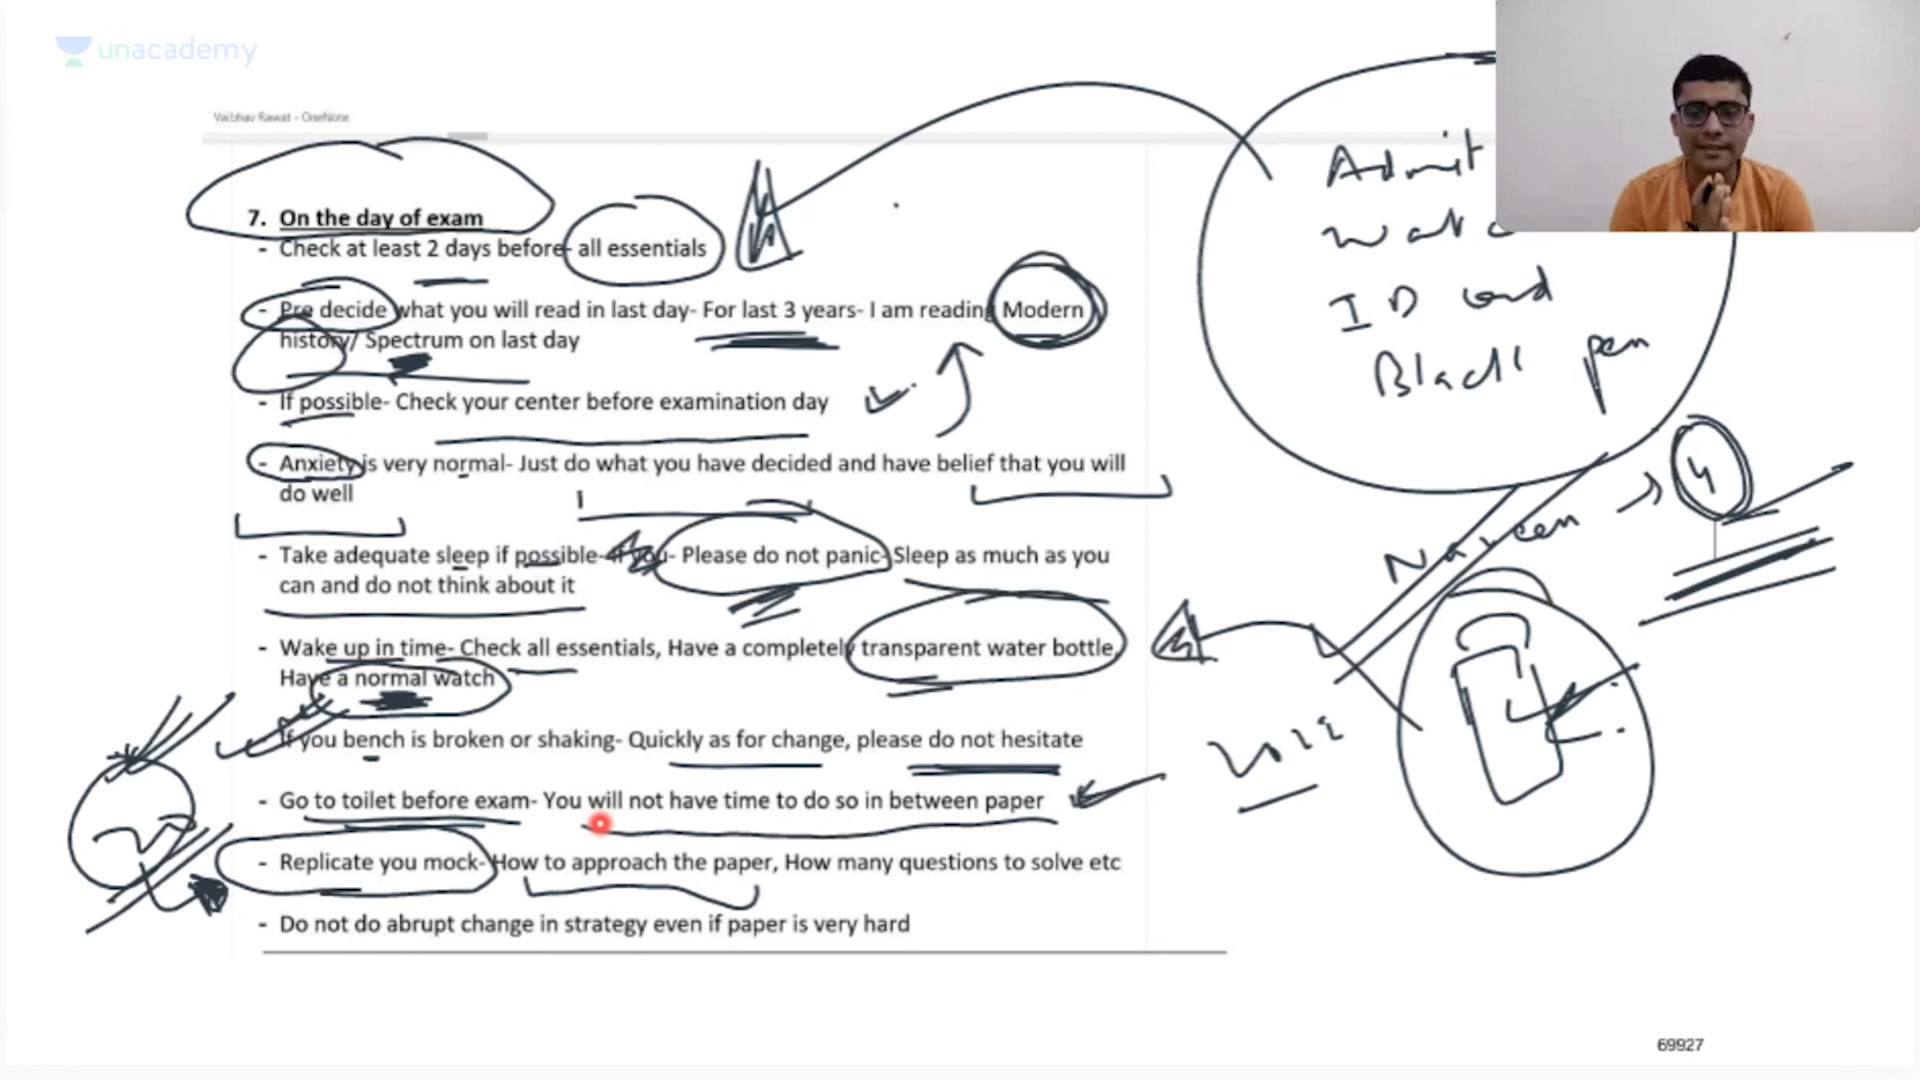 unacademy
Vaibhav Rawat - OneNote
7. On the day of exam
- Check at least 2 days before- all essentials
- Pre decide what you will read in last day- For last 3 years- I am reading Modern
history/ Spectrum on last day
- If possible- Check your center before examination day
- Anxiety is very normal- Just do what you have decided and have belief that you will
do well
- Take adequate sleep if possible- If you- Please do not panic- Sleep as much as you
can and do not think about it
- Wake up in time- Check all essentials, Have a completely transparent water bottle,
Have a normal watch
- If you bench is broken or shaking- Quickly as for change, please do not hesitate
- Go to toilet before exam- You will not have time to do so in between paper
- Replicate you mock- How to approach the paper, How many questions to solve etc
- Do not do abrupt change in strategy even if paper is very hard
Admit
ID card
Black pen
Naveen → 4
2022
69927